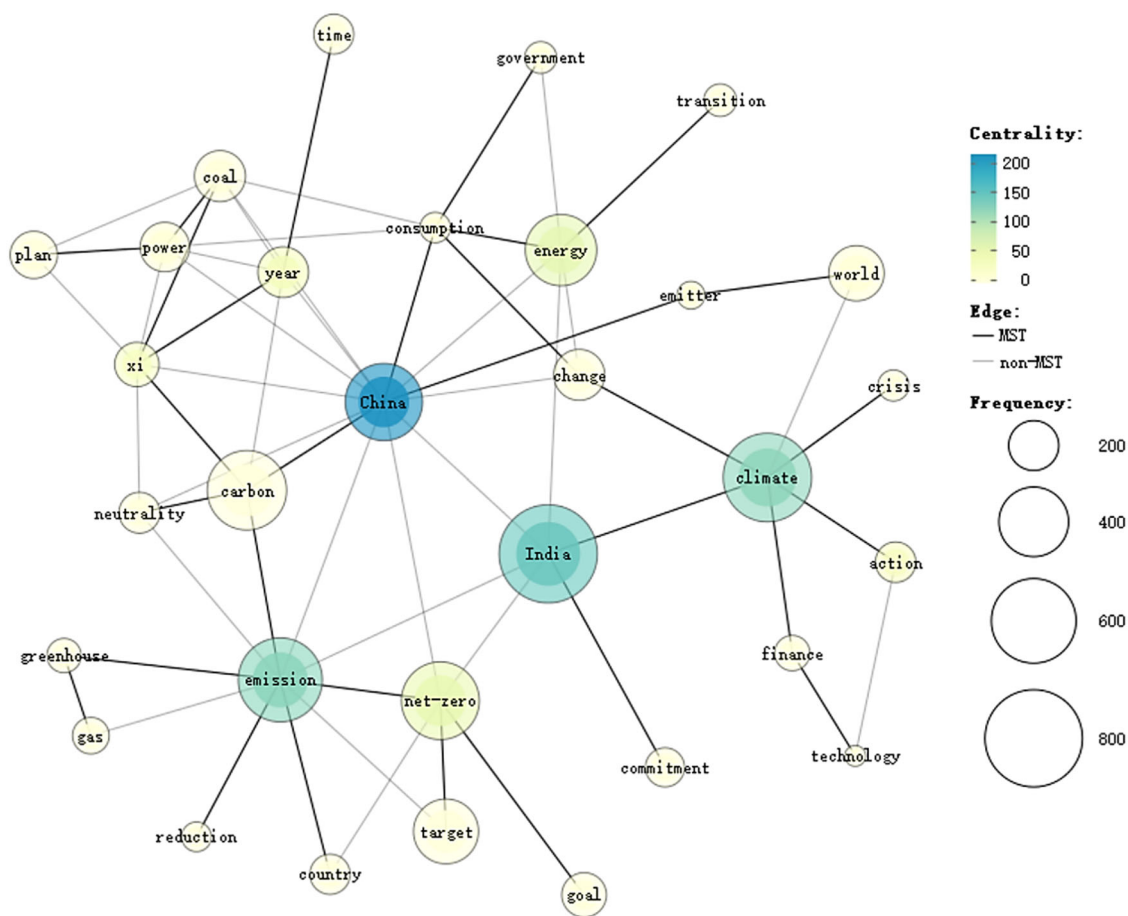 time
government
transition
coal
consumption
power
plan
year
energy
world
emitter
xi
change
China
crisis
climate
carbon
neutrality
India
action
greenhouse
finance
emission
net-zero
gas
commitment
technology
reduction
target
country
goal
Centrality:
200
150
100
50
0
Edge:
MST
non-MST
Frequency:
200
400
600
800